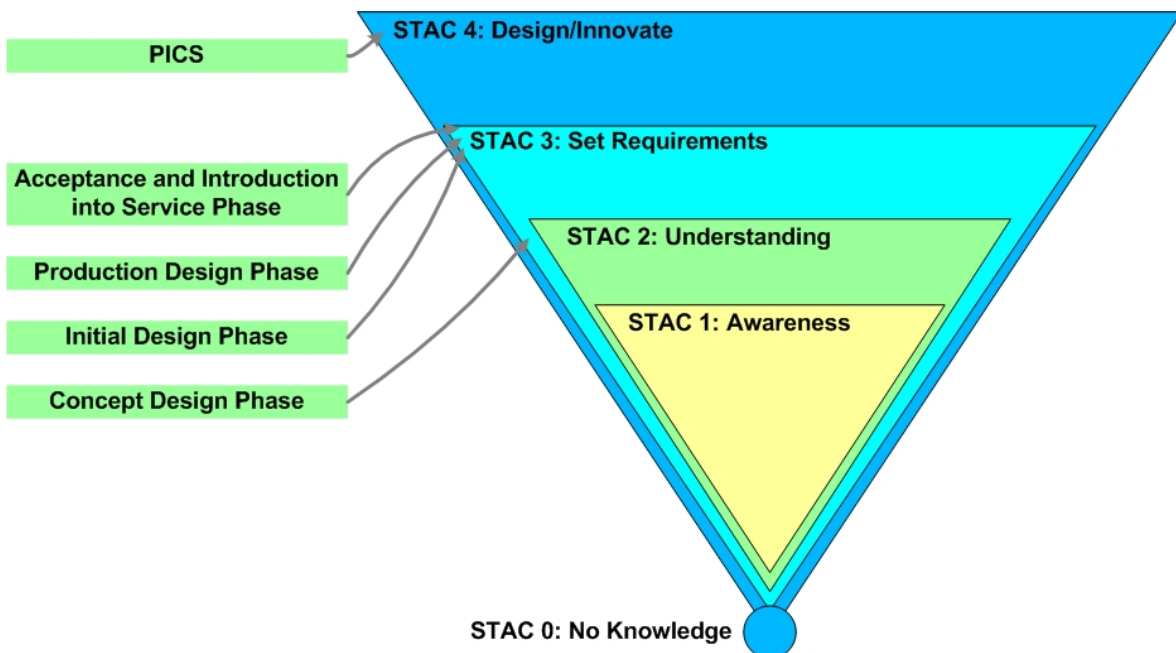 STAC 4: Design/Innovate
PICS
STAC 3: Set Requirements
Acceptance and Introduction
into Service Phase
STAC 2: Understanding
Production Design Phase
STAC 1: Awareness
Initial Design Phase
Concept Design Phase
STAC 0: No Knowledge